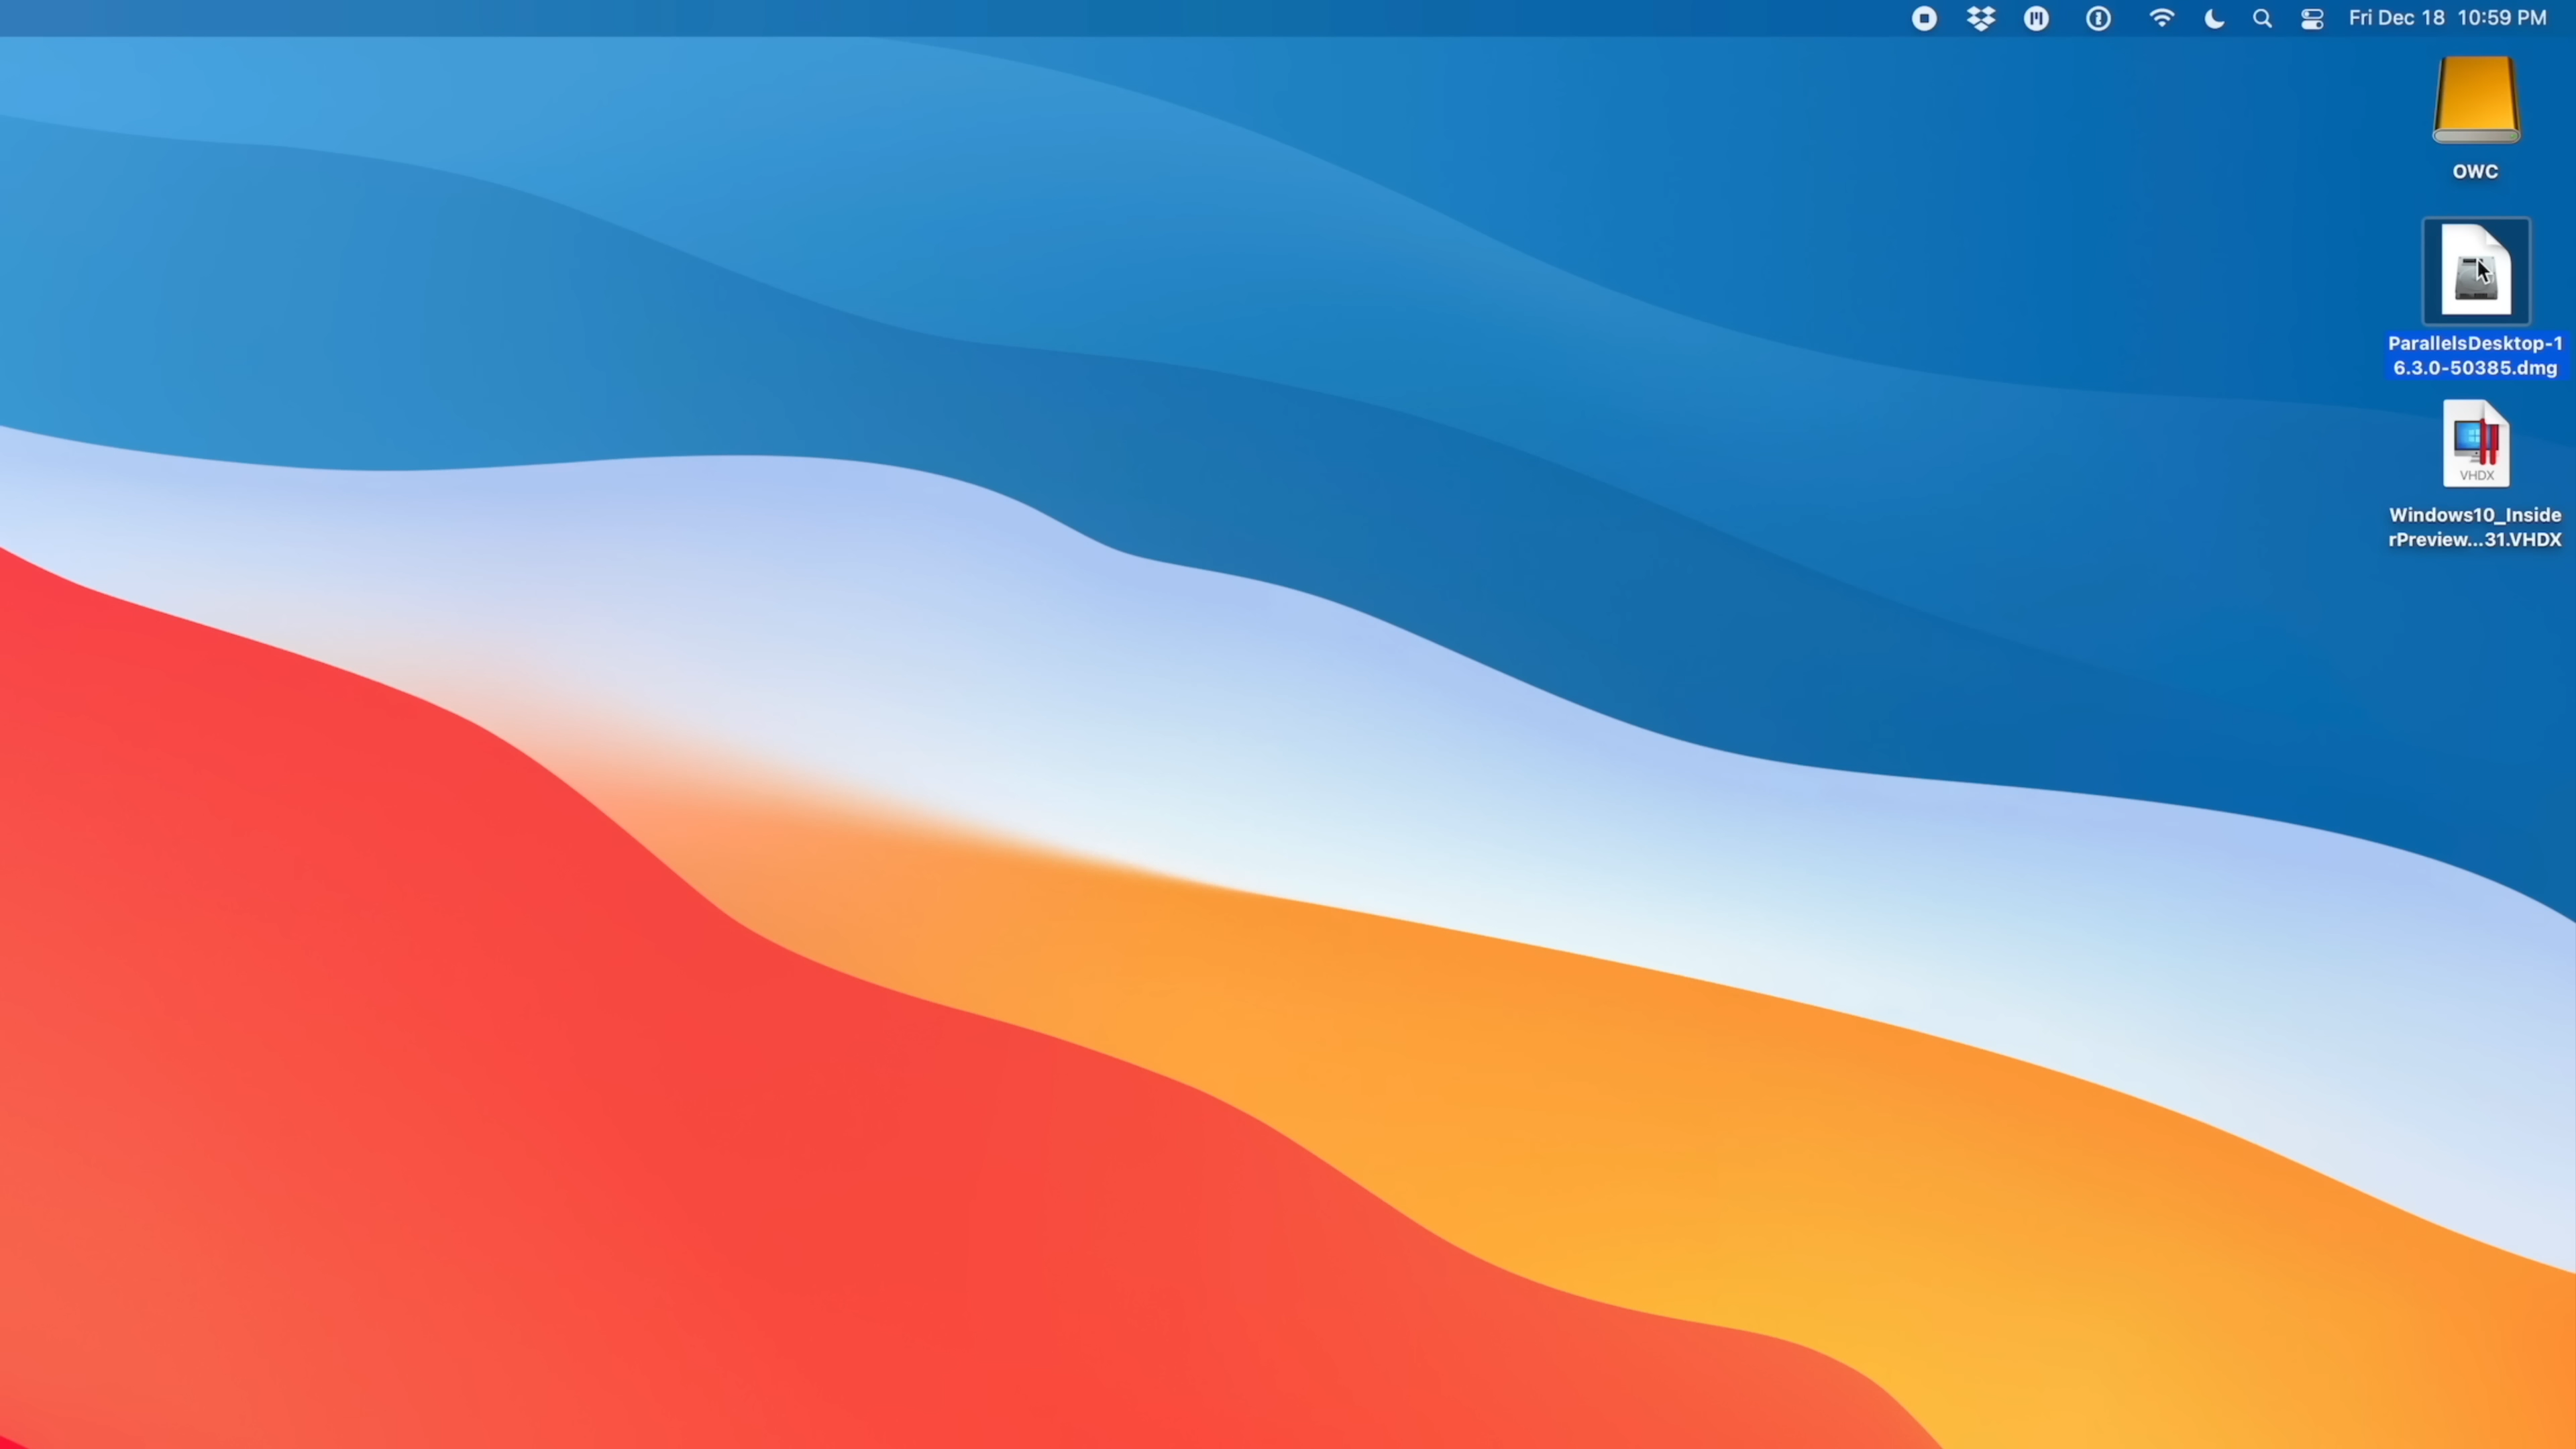 Fri Dec 18 10:59 PM
OWC
ParallelsDesktop-1
6.3.0-50385.dmg
VHDX
Windows10_Inside
rPreview...31.VHDX